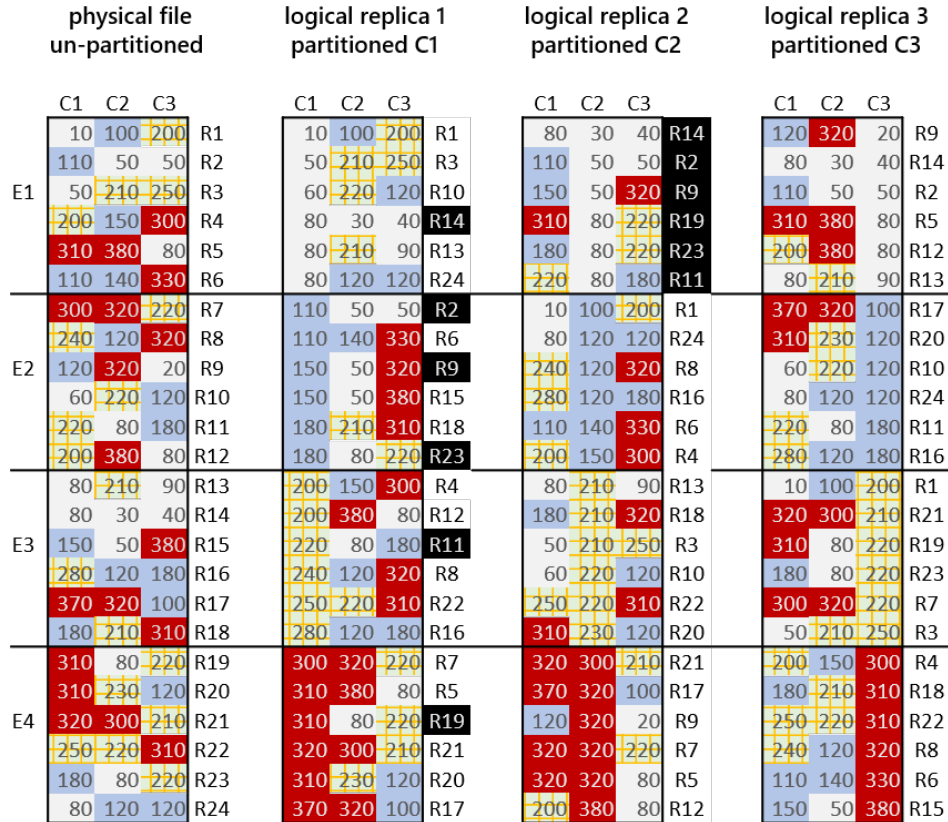 physical file logical replica 1 logical replica 2 logical replica 3
un-partitioned partitioned C1 partitioned C2 partitioned C3
C1 C2 C3 C1 C2 C3 C1 C2 C3 C1 C2 C3
10 100 200 R1 10 100 200 R1 80 30 40 R14 120 320 20 R9
110 50 50 R2 50 210 250 R3 110 50 50 R2 80 30 40 R14
E1 50 210 250 R3 60 220 120 R10 150 50 320 R9 110 50 50 R2
200 150 300 R4 80 30 40 R14 310 80 220 R19 310 380 80 R5
310 380 80 R5 80 210 90 R13 180 80 220 R23 200 380 80 R12
110 140 330 R6 80 120 120 R24 220 80 180 R11 80 210 90 R13
300 320 220 R7 110 50 50 R2 10 100 200 R1 370 320 100 R17
240 120 320 R8 110 140 330 R6 80 120 120 R24 310 230 120 R20
E2 120 320 20 R9 150 50 320 R9 240 120 320 R8 60 220 120 R10
60 220 120 R10 150 50 380 R15 280 120 180 R16 80 120 120 R24
220 80 180 R11 180 210 310 R18 110 140 330 R6 220 80 180 R11
200 380 80 R12 180 80 220 R23 200 150 300 R4 280 120 180 R16
80 210 90 R13 200 150 300 R4 80 210 90 R13 10 100 200 R1
80 30 40 R14 200 380 80 R12 180 210 320 R18 320 300 210 R21
E3 150 50 380 R15 220 80 180 R11 50 210 250 R3 310 80 220 R19
280 120 180 R16 240 120 320 R8 60 220 120 R10 180 80 220 R23
370 320 100 R17 250 220 310 R22 250 220 310 R22 300 320 220 R7
180 210 310 R18 280 120 180 R16 310 230 120 R20 50 210 250 R3
310 80 220 R19 300 320 220 R7 320 300 210 R21 200 150 300 R4
310 230 120 R20 310 380 80 R5 370 320 100 R17 180 210 310 R18
E4 320 300 210 R21 310 80 220 R19 120 320 20 R9 250 220 310 R22
250 220 310 R22 320 300 210 R21 320 320 220 R7 240 120 320 R8
180 80 220 R23 310 230 120 R20 320 320 80 R5 110 140 330 R6
80 120 120 R24 370 320 100 R17 200 380 80 R12 150 50 380 R15